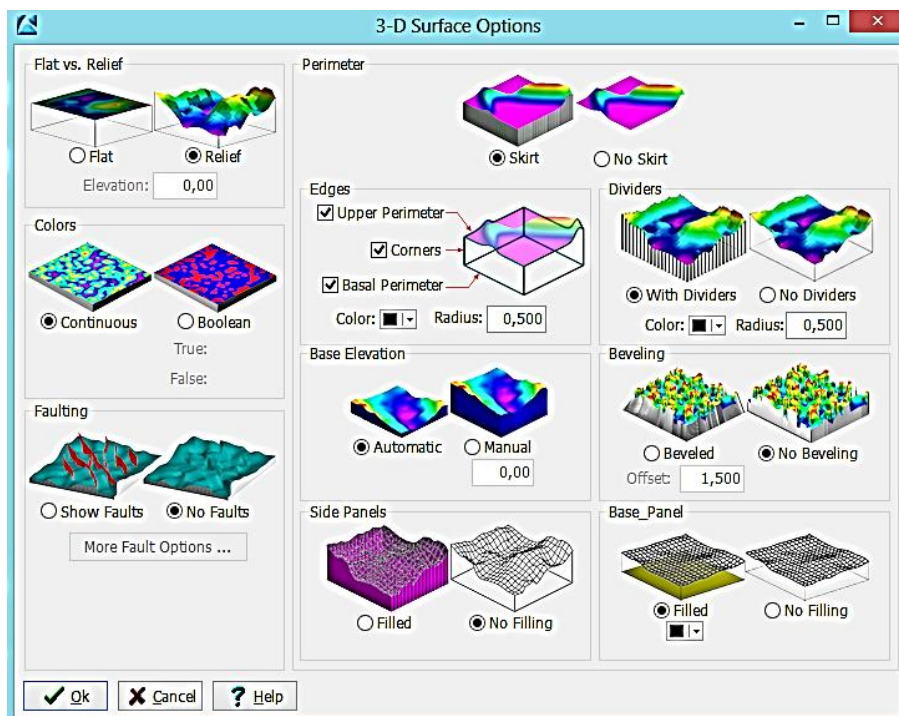 3-D Surface Options
Flat vs. Relief
Flat
Relief
Elevation: 0,00
Colors
Continuous
Boolean
True:
False:
Faulting
Show Faults
No Faults
More Fault Options ...
Perimeter
Skirt
No Skirt
Edges
Upper Perimeter
Corners
Basal Perimeter
Color: Radius: 0,500
Dividers
With Dividers
No Dividers
Color: Radius: 0,500
Base Elevation
Automatic
Manual
0,00
Beveling
Beveled
No Beveling
Offset: 1,500
Side Panels
Filled
No Filling
Base_Panel
Filled
No Filling
Ok
Cancel
? Help